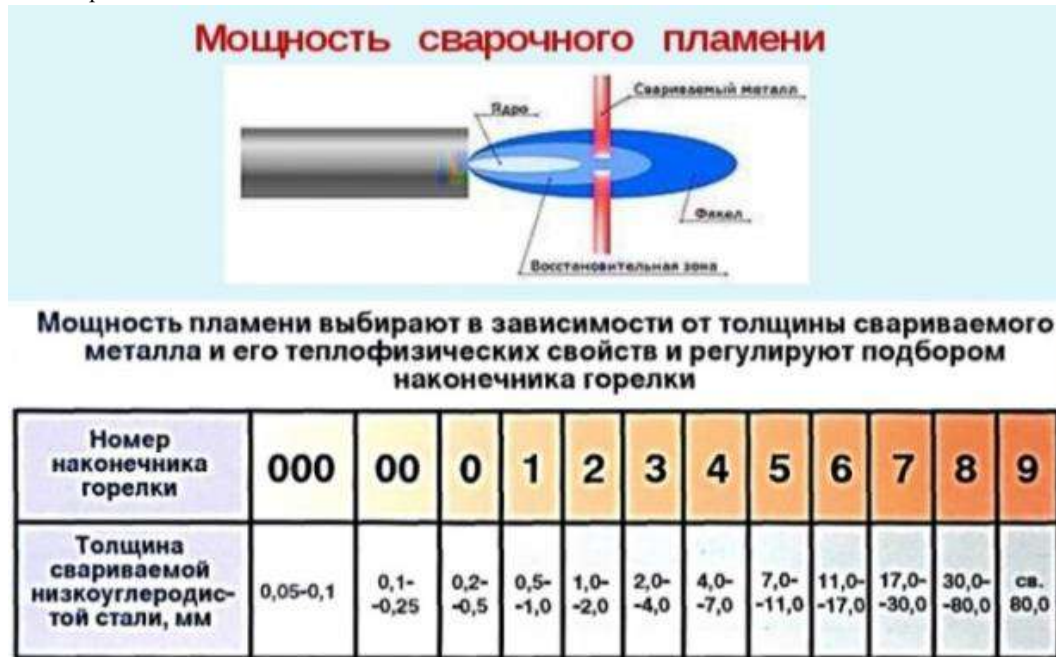 Мощность сварочного пламени
Свариваемый металл
Ядро
Факел
Восстановительная зона
Мощность пламени выбирают в зависимости от толщины свариваемого
металла и его теплофизических свойств и регулируют подбором
наконечника горелки
Номер
наконечника
горелки
000 00 0 1 2 3 4 5 6 7 8 9
Толщина
свариваемой
низкоуглеродис-
той стали, мм
0,05-0,1
0,1-
-0,25
0,2-
-0,5
0,5-
-1,0
1,0-
-2,0
2,0-
-4,0
4,0-
-7,0
7,0-
-11,0
11,0-
-17,0
17,0-
-30,0
30,0-
-80,0
св.
80,0